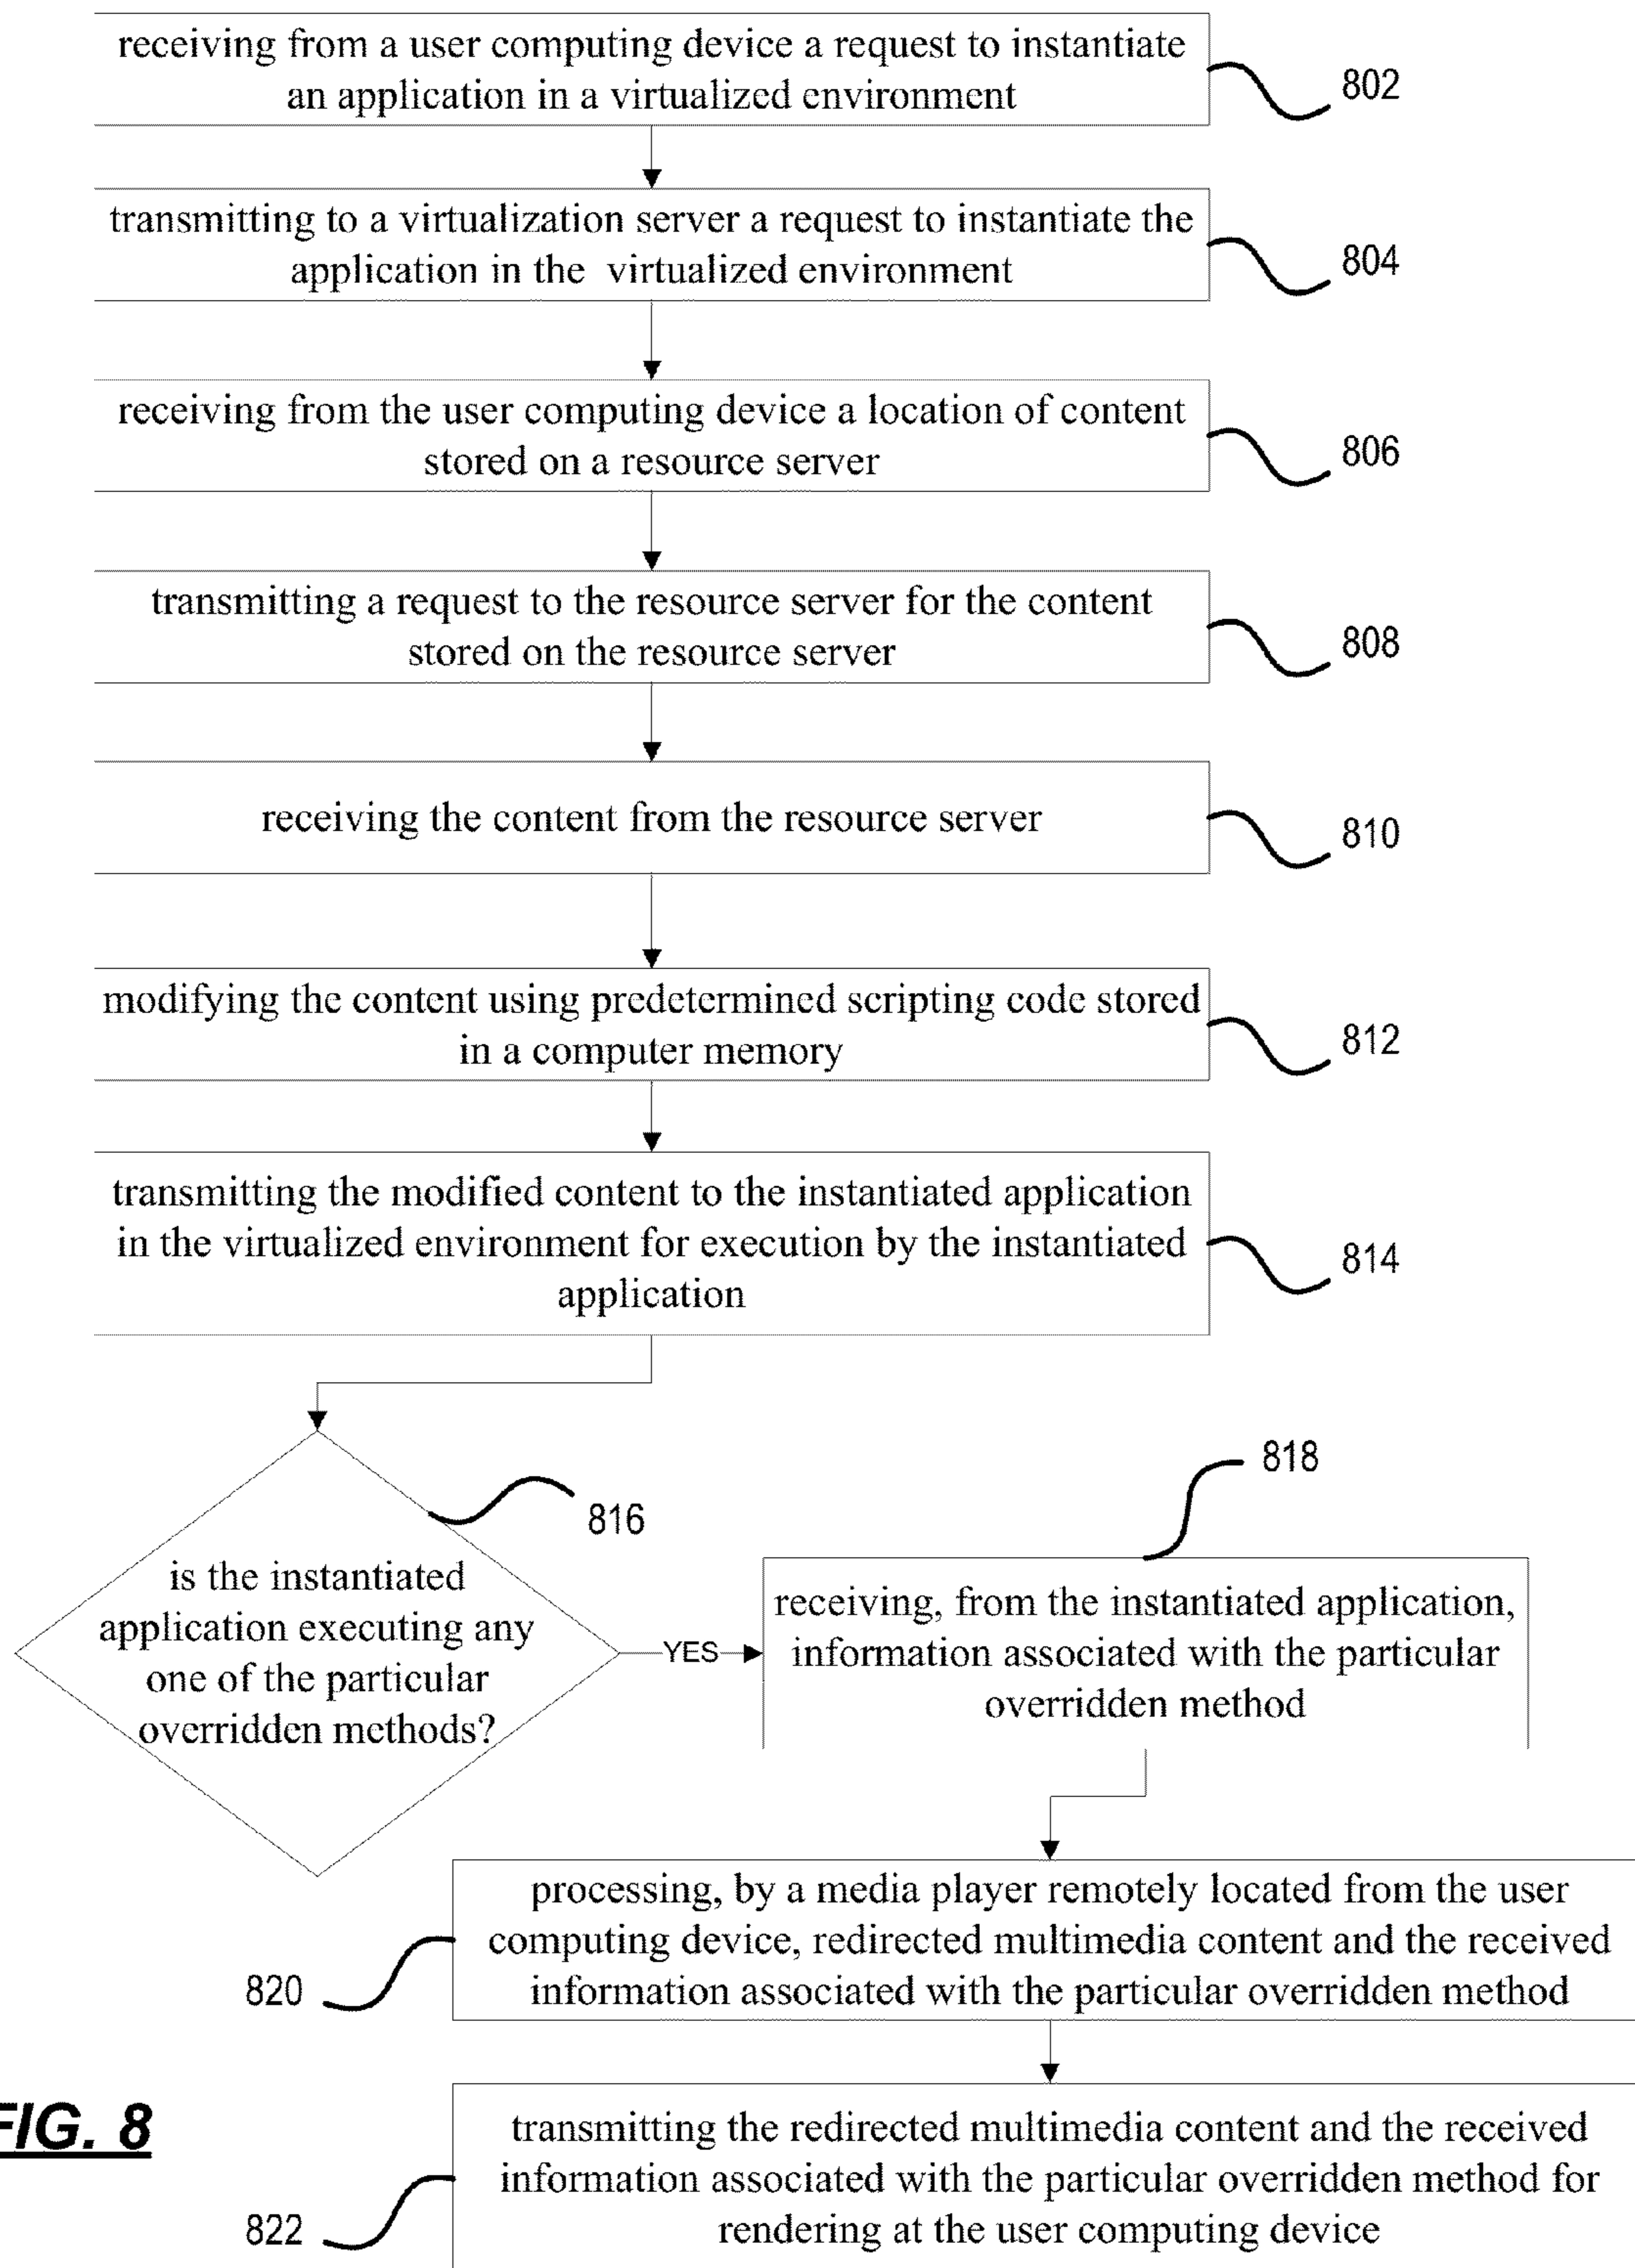 receiving from a user computing device a request to instantiate
an application in a virtualized environment
802
transmitting to a virtualization server a request to instantiate the
application in the virtualized environment
804
receiving from the user computing device a location of content
stored on a resource server
806
transmitting a request to the resource server for the content
stored on the resource server
808
receiving the content from the resource server
810
modifying the content using predetermined scripting code stored
in a computer memory
812
transmitting the modified content to the instantiated application
in the virtualized environment for execution by the instantiated
application
814
816
is the instantiated
application executing any
one of the particular
overridden methods?
YES
818
receiving, from the instantiated application,
information associated with the particular
overridden method
processing, by a media player remotely located from the user
computing device, redirected multimedia content and the received
information associated with the particular overridden method
820
transmitting the redirected multimedia content and the received
information associated with the particular overridden method for
rendering at the user computing device
822
FIG. 8